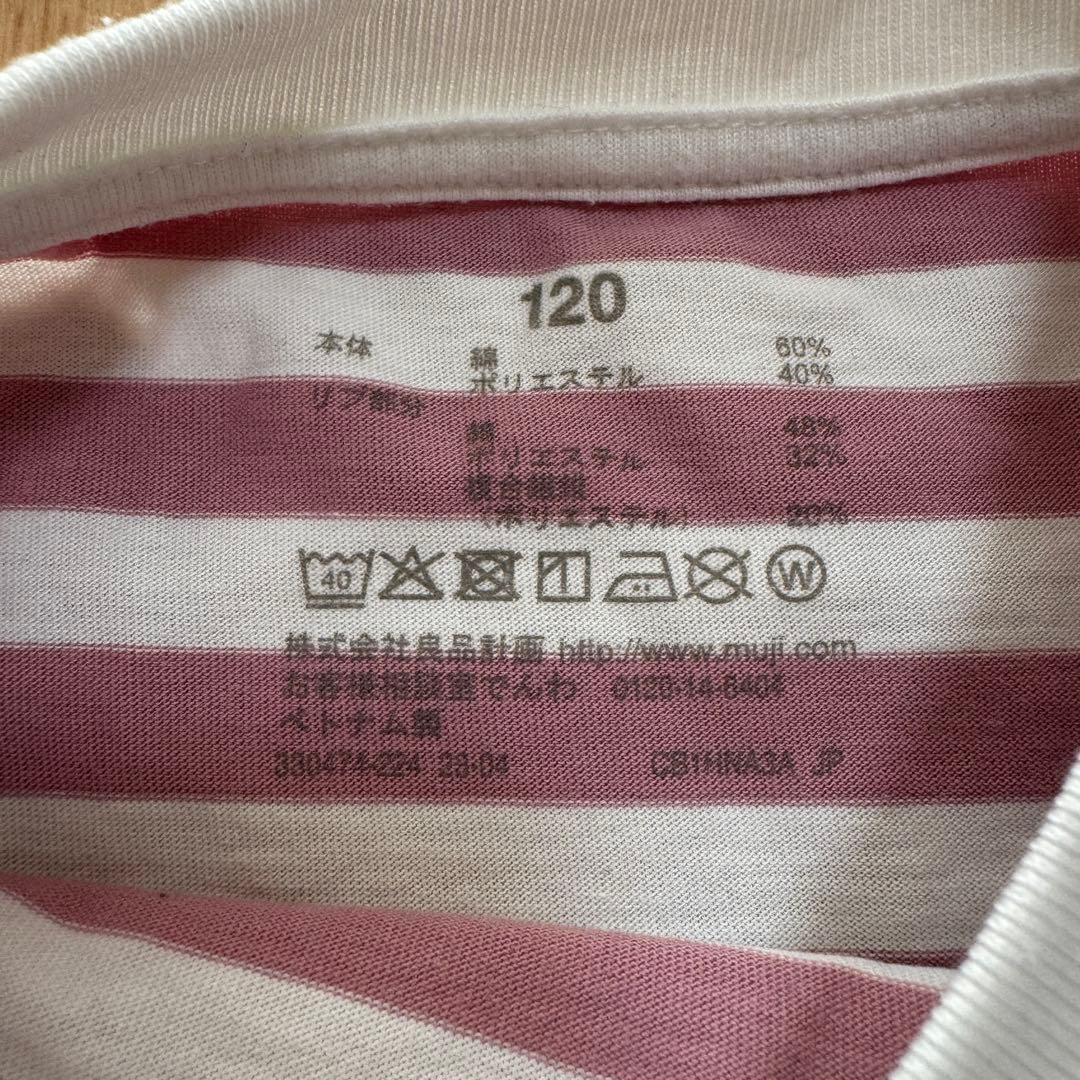 120
本体 綿 60%
ポリエステル 40%
リブ部分
綿 48%
ポリエステル 32%
複合繊維
(ポリエステル) 20%
40 W
株式会社良品計画 http://www.muji.com
お客様相談室でんわ 0120-14-6404
ベトナム製
CB1HNA3A JP